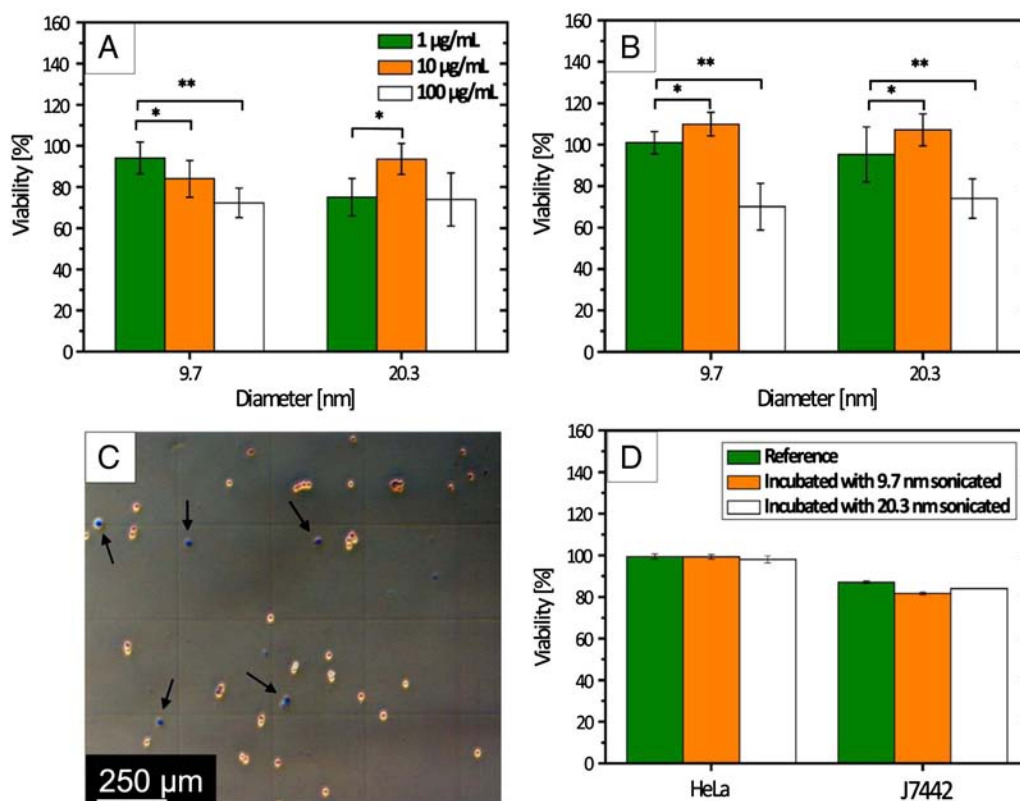 A
1 µg/mL
10 µg/mL
100 µg/mL
Viability [%]
160
140
120
100
80
60
40
20
0
*
**
*
9.7
20.3
Diameter [nm]
B
Viability [%]
160
140
120
100
80
60
40
20
0
*
**
*
**
9.7
20.3
Diameter [nm]
C
250 µm
D
Reference
Incubated with 9.7 nm sonicated
Incubated with 20.3 nm sonicated
Viability [%]
160
140
120
100
80
60
40
20
0
HeLa
J7442